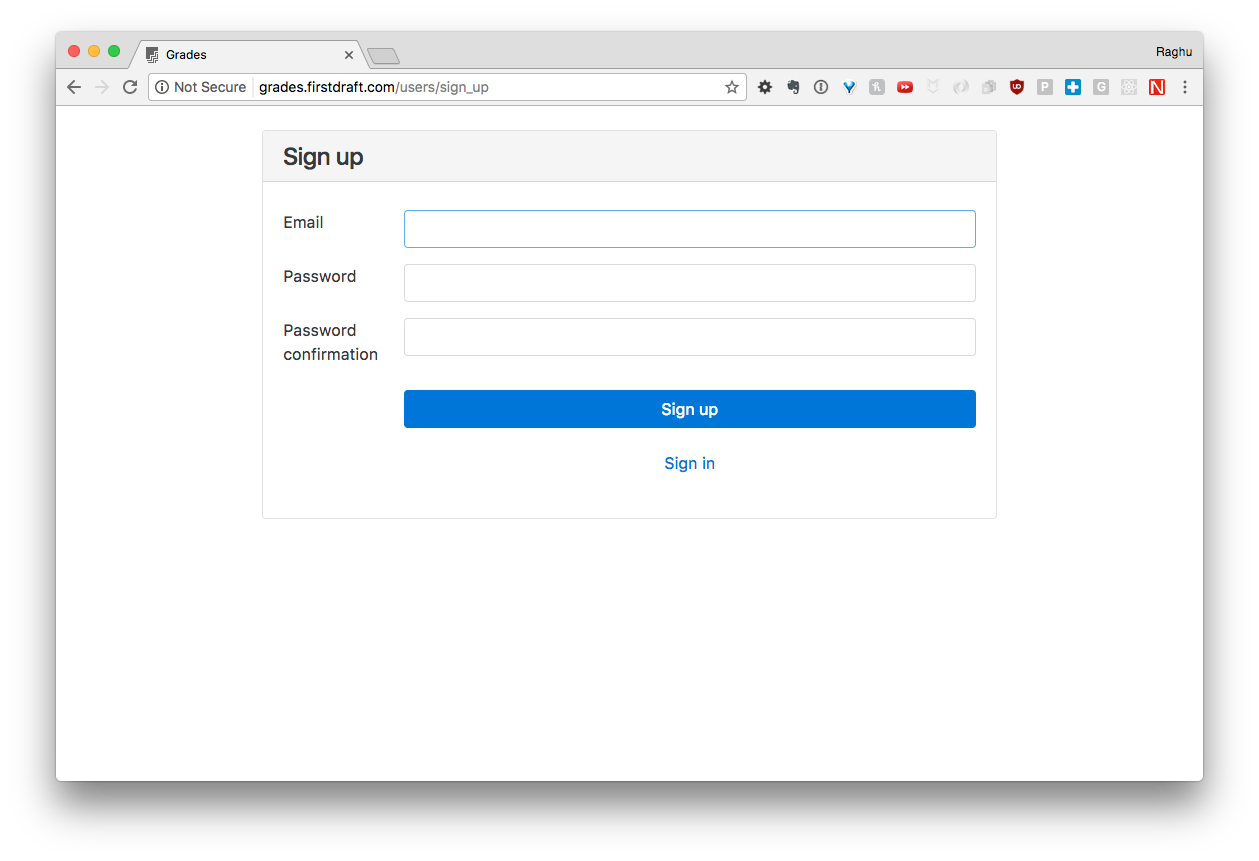 Grades
Raghu
Not Secure grades.firstdraft.com/users/sign_up
Sign up
Email
Password
Password
confirmation
Sign up
Sign in